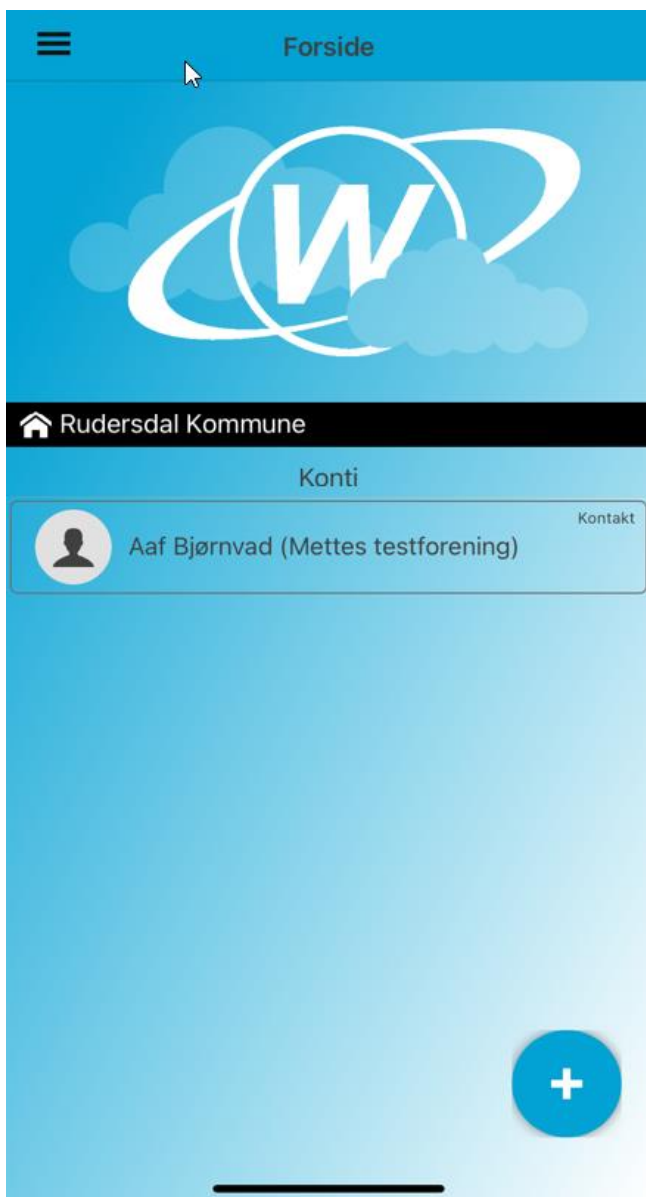 Forside
W
Rudersdal Kommune
Konti
Kontakt
Aaf Bjørnvad (Mettes testforening)